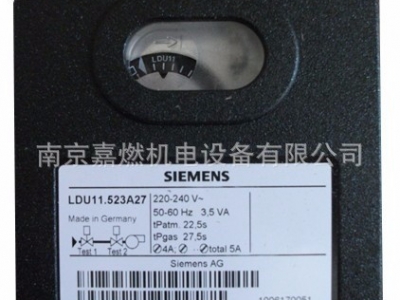 LDU11
南京嘉燃机电设备有限公司
SIEMENS
LDU11.523A27
220-240 V~
Made in Germany
50-60 Hz 3,5 VA
tPatm. 22,5s
tPgas 27,5s
Test 1 Test 2
4A, total 5A
Siemens AG